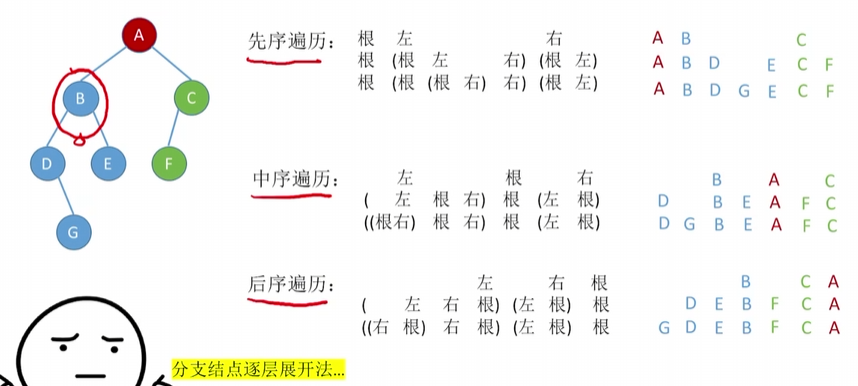 A
B
C
D
E
F
G
先序遍历：
根 左 右
根 (根 左 右) (根 左)
根 (根 (根 右) 右) (根 左)
A B C
A B D E C F
A B D G E C F
中序遍历：
左 根 右
( 左 根 右) 根 (左 根)
((根右) 根 右) 根 (左 根)
B A C
D B E A F C
D G B E A F C
后序遍历：
左 右 根
( 左 右 根) (左 根) 根
((右 根) 右 根) (左 根) 根
B C A
D E B F C A
G D E B F C A
分支结点逐层展开法...